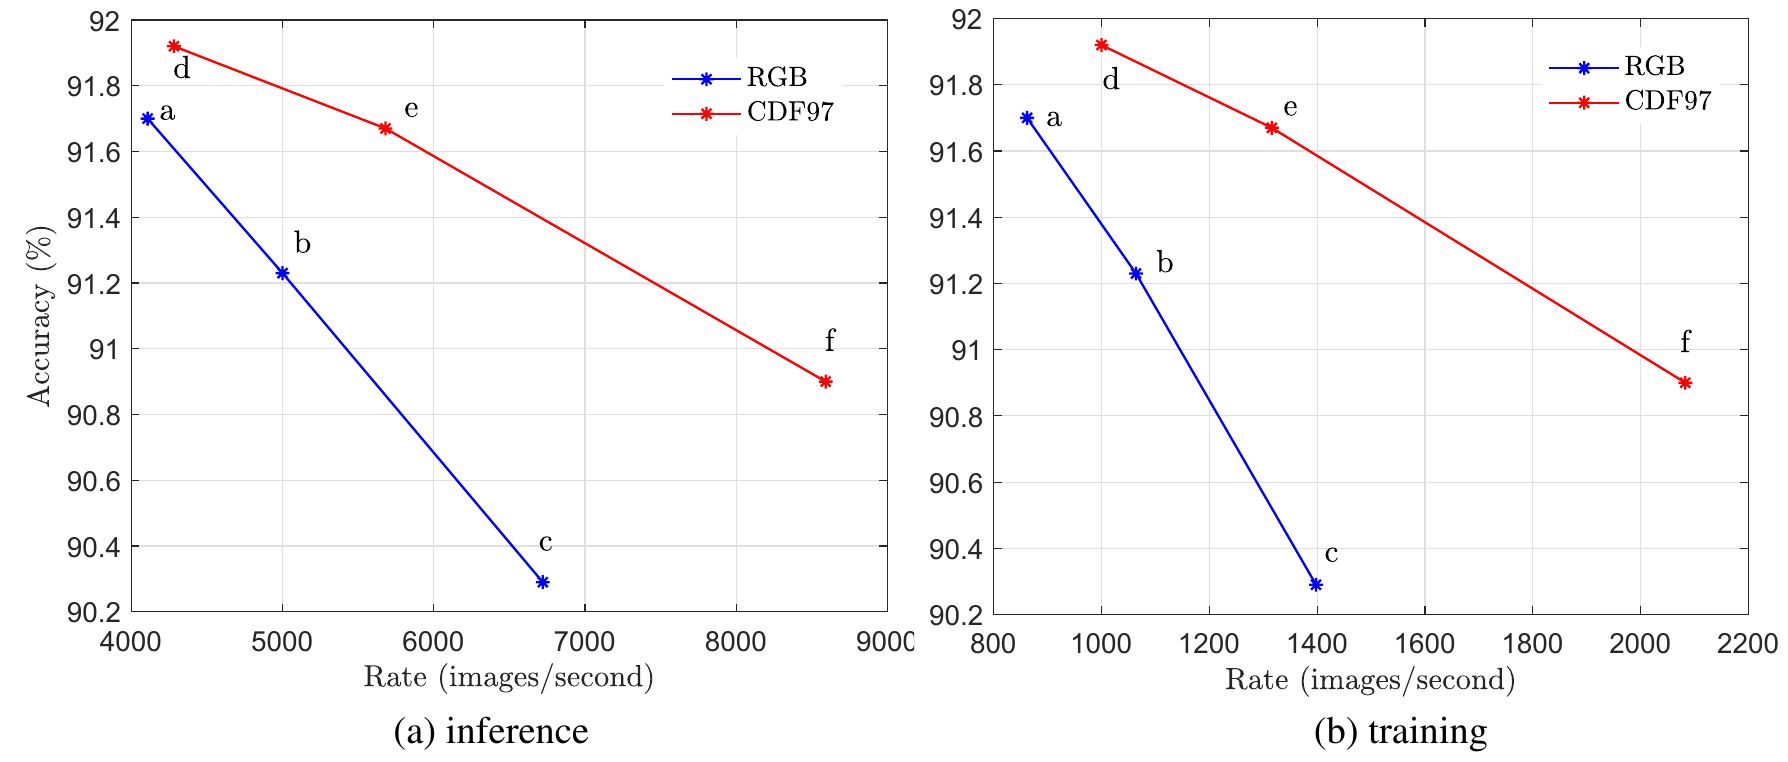 92
91.8
91.6
91.4
91.2
91
90.8
90.6
90.4
90.2
Accuracy (%)
d
a
e
b
f
c
RGB
CDF97
4000 5000 6000 7000 8000 9000
Rate (images/second)
(a) inference
92
91.8
91.6
91.4
91.2
91
90.8
90.6
90.4
90.2
d
a
e
b
f
c
RGB
CDF97
800 1000 1200 1400 1600 1800 2000 2200
Rate (images/second)
(b) training